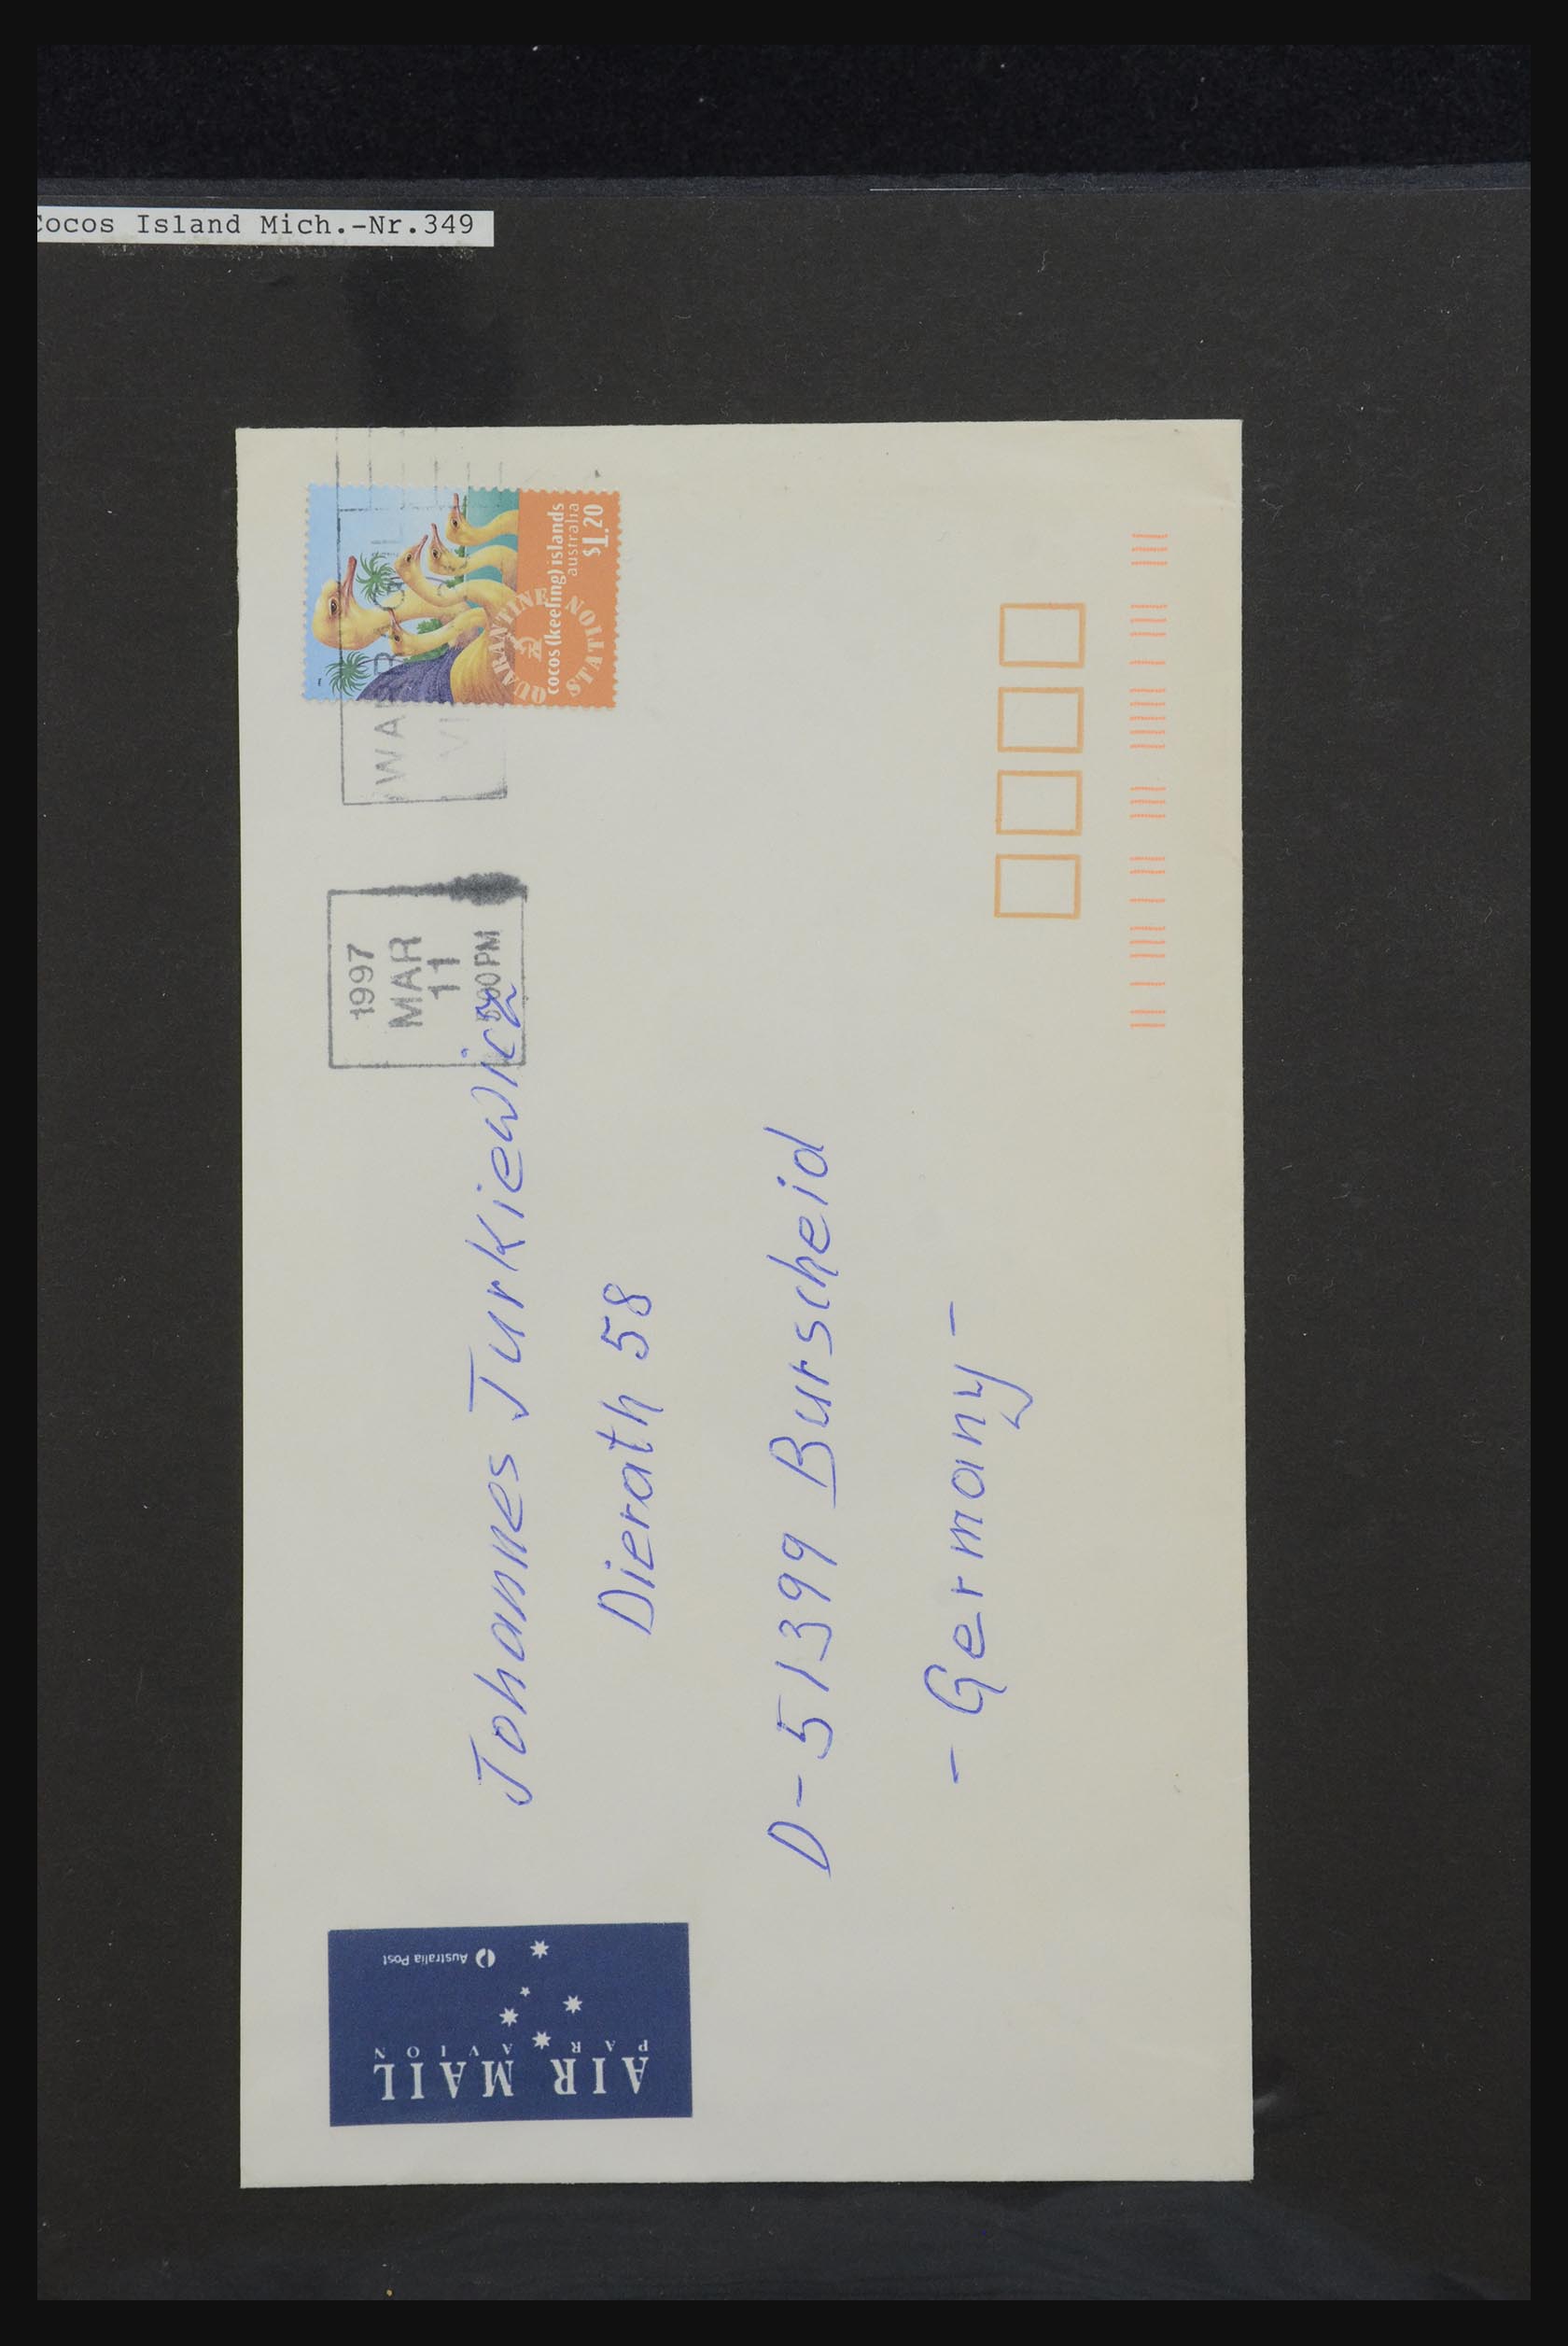 Cocos Island Mich.-Nr.349
QUARANTINE STATION
cocos (keeling) islands
australia
$1.20
1997
MAR
11
PM
Johannes Turkiewicz
Dierath 58
D-51399 Burscheid
- Germany -
AIR MAIL
PAR AVION
Australia Post